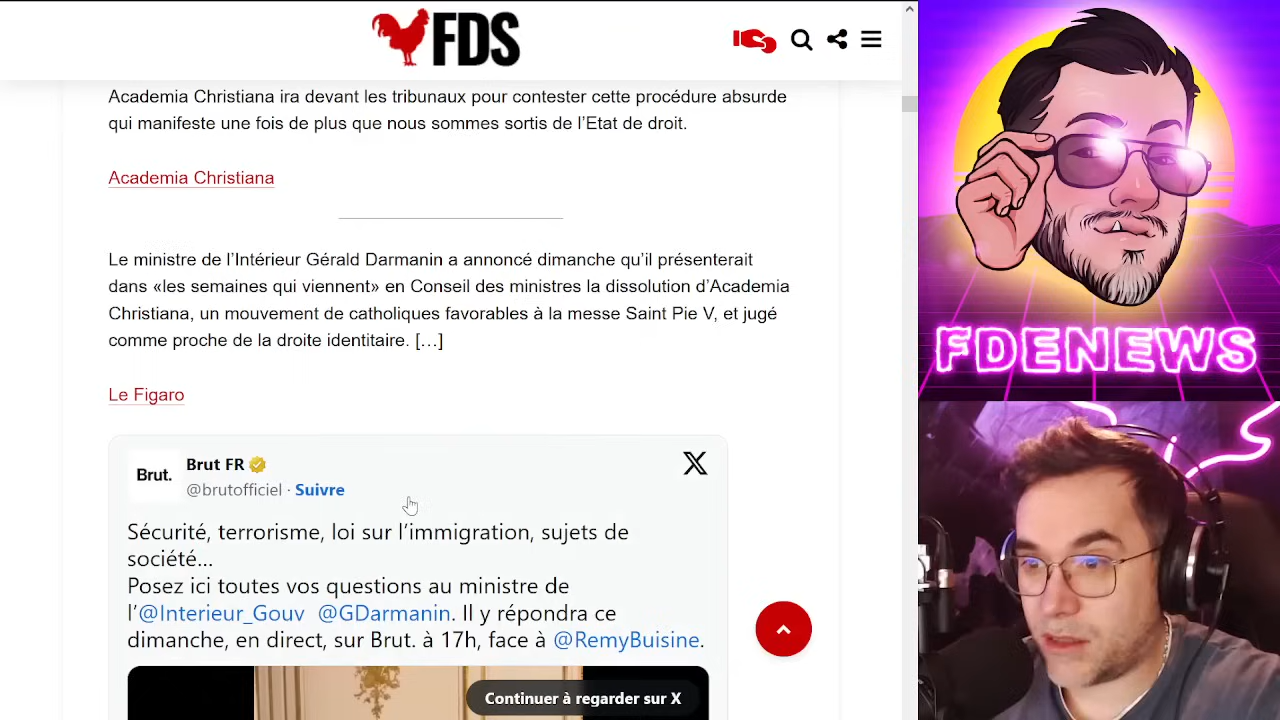 FDS
Academia Christiana ira devant les tribunaux pour contester cette procédure absurde
qui manifeste une fois de plus que nous sommes sortis de l’Etat de droit.
Academia Christiana
Le ministre de l’Intérieur Gérald Darmanin a annoncé dimanche qu’il présenterait
dans «les semaines qui viennent» en Conseil des ministres la dissolution d’Academia
Christiana, un mouvement de catholiques favorables à la messe Saint Pie V, et jugé
comme proche de la droite identitaire. […]
Le Figaro
Brut.
Brut FR
@brutofficiel · Suivre
Sécurité, terrorisme, loi sur l’immigration, sujets de
société…
Posez ici toutes vos questions au ministre de
l’@Interieur_Gouv @GDarmanin. Il y répondra ce
dimanche, en direct, sur Brut. à 17h, face à @RemyBuisine.
Continuer à regarder sur X
FDENEWS